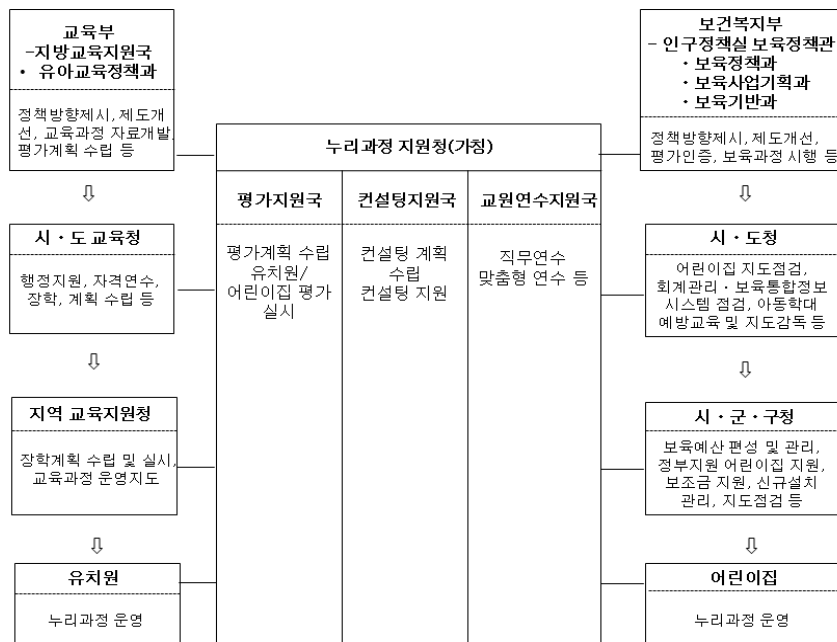 교육부
-지방교육지원국
• 유아교육정책과
정책방향제시, 제도개
선, 교육과정 자료개발,
평가계획 수립 등
⇩
시・도 교육청
행정지원, 자격연수,
장학, 계획 수립 등
⇩
지역 교육지원청
장학계획 수립 및 실시,
교육과정 운영지도
⇩
유치원
누리과정 운영
누리과정 지원청(가칭)
평가지원국
평가계획 수립
유치원/
어린이집 평가
실시
컨설팅지원국
컨설팅 계획
수립
컨설팅 지원
교원연수지원국
직무연수
맞춤형 연수 등
보건복지부
- 인구정책실 보육정책관
・보육정책과
・보육사업기획과
・보육기반과
정책방향제시, 제도개선,
평가인증, 보육과정 시행 등
⇩
시・도청
어린이집 지도점검,
회계관리・보육통합정보
시스템 점검, 아동학대
예방교육 및 지도감독 등
⇩
시・군・구청
보육예산 편성 및 관리,
정부지원 어린이집 지원,
보조금 지원, 신규설치
관리, 지도점검 등
⇩
어린이집
누리과정 운영